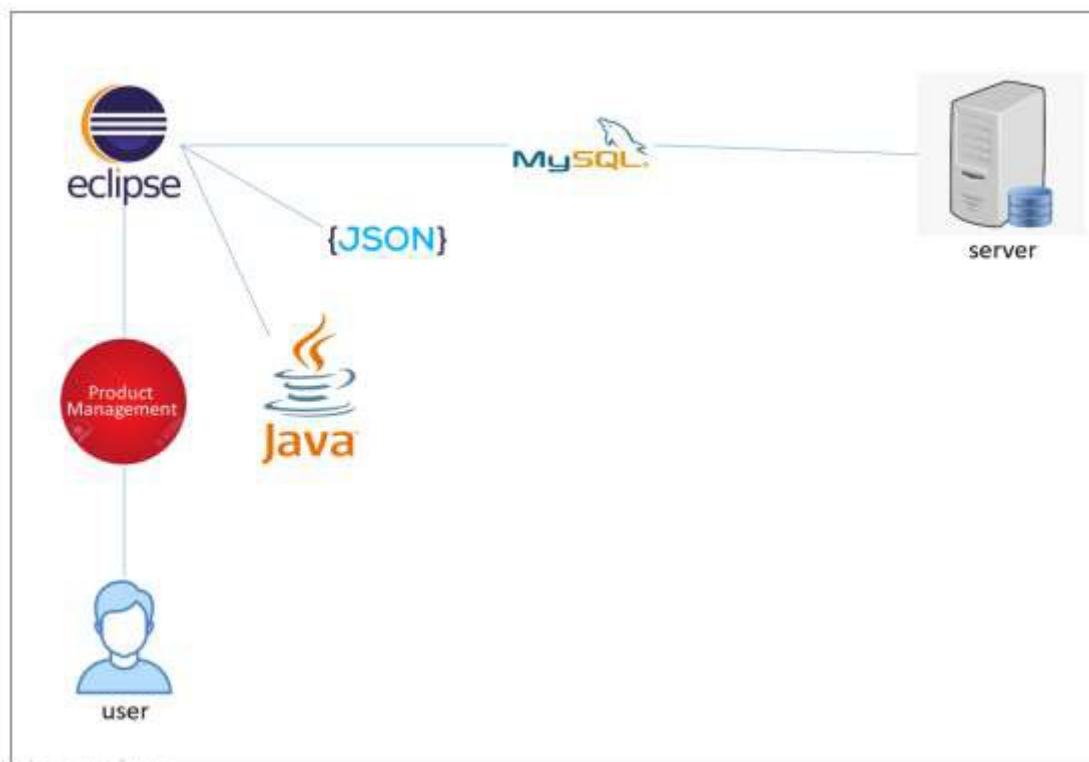 eclipse
MySQL®
server
{JSON}
Product
Management
Java
user